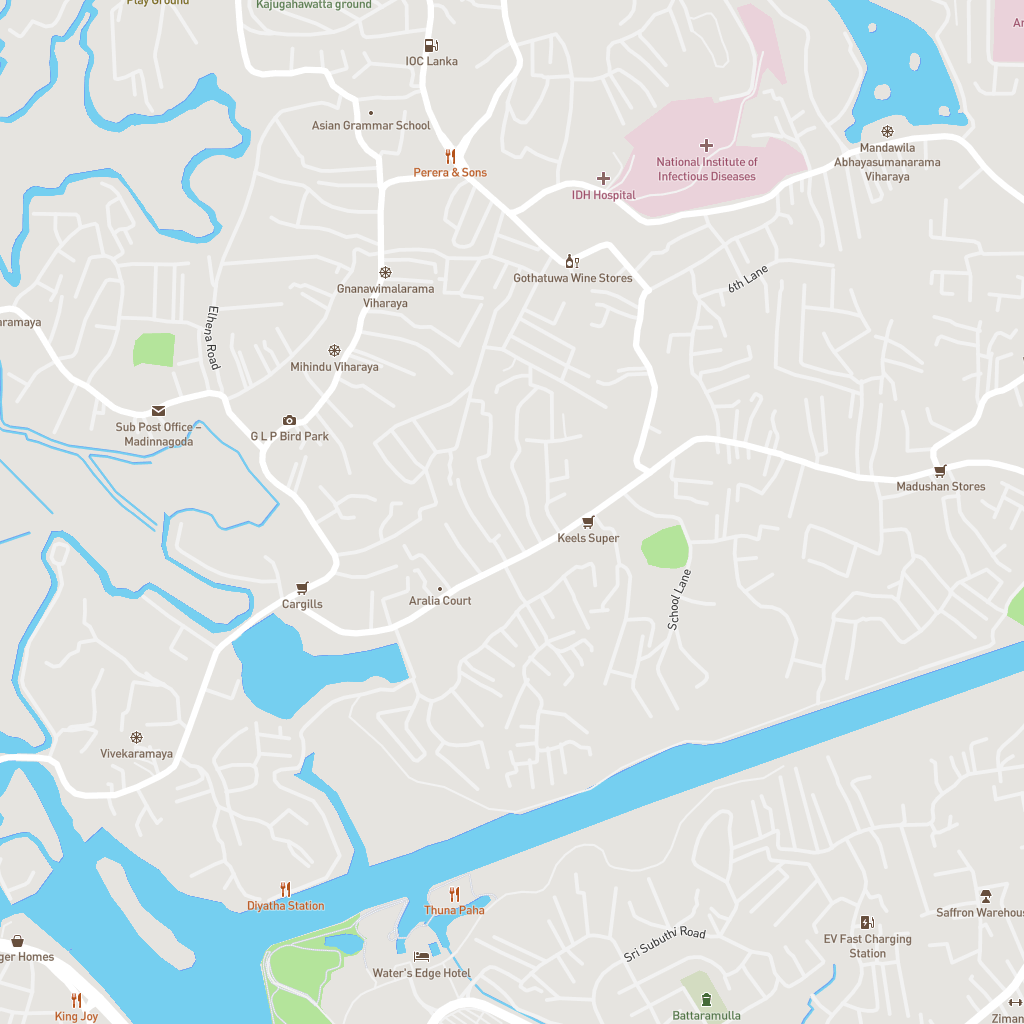 Play Ground
Kajugahawatta ground
IOC Lanka
Asian Grammar School
Perera & Sons
National Institute of
Infectious Diseases
IDH Hospital
Mandawila
Abhayasumanarama
Viharaya
Gothatuwa Wine Stores
6th Lane
Gnanawimalarama
Viharaya
Elhena Road
Mihindu Viharaya
Sub Post Office –
Madinnagoda
G L P Bird Park
Madushan Stores
Keels Super
School Lane
Cargills
Aralia Court
Vivekaramaya
Diyatha Station
Thuna Paha
Saffron Warehous
Sri Subuthi Road
EV Fast Charging
Station
Water's Edge Hotel
ger Homes
King Joy
Battaramulla
Ziman
aramaya